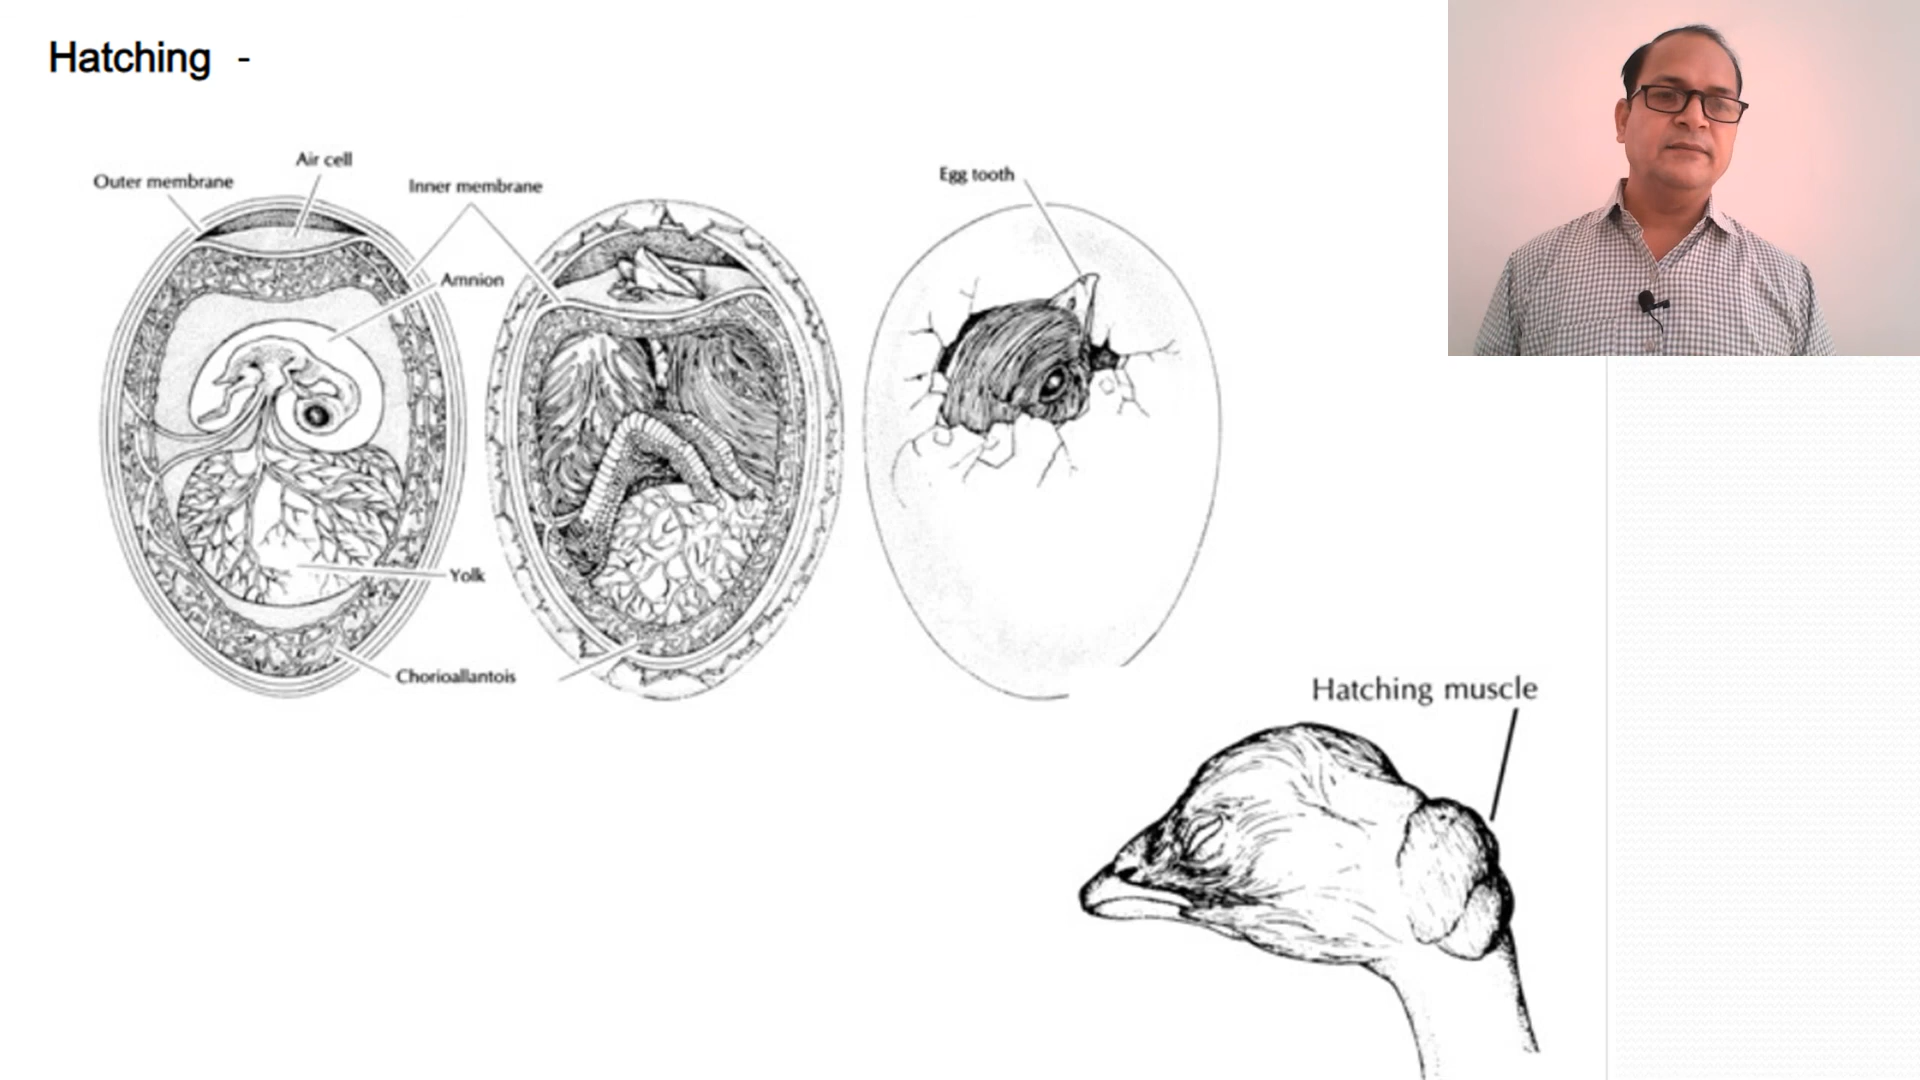 Hatching -
Air cell
Outer membrane
Inner membrane
Egg tooth
Amnion
Yolk
Chorioallantois
Hatching muscle